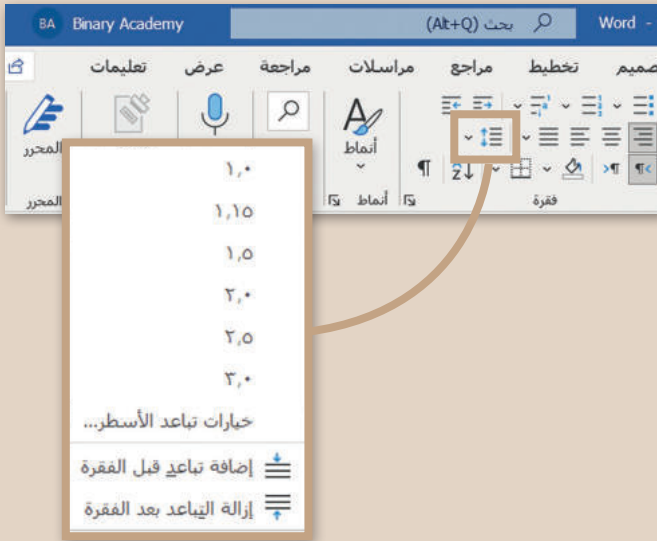 Word - بحث (Alt+Q) Binary Academy BA
صميم تخطيط مراجع مراسلات مراجعة عرض تعليمات
أنماط
المحرر
فقرة
أنماط
المحرر
١,٠
١,١٥
١,٥
٢,٠
٢,٥
٣,٠
خيارات تباعد الأسطر...
إضافة تباعد قبل الفقرة
إزالة التباعد بعد الفقرة